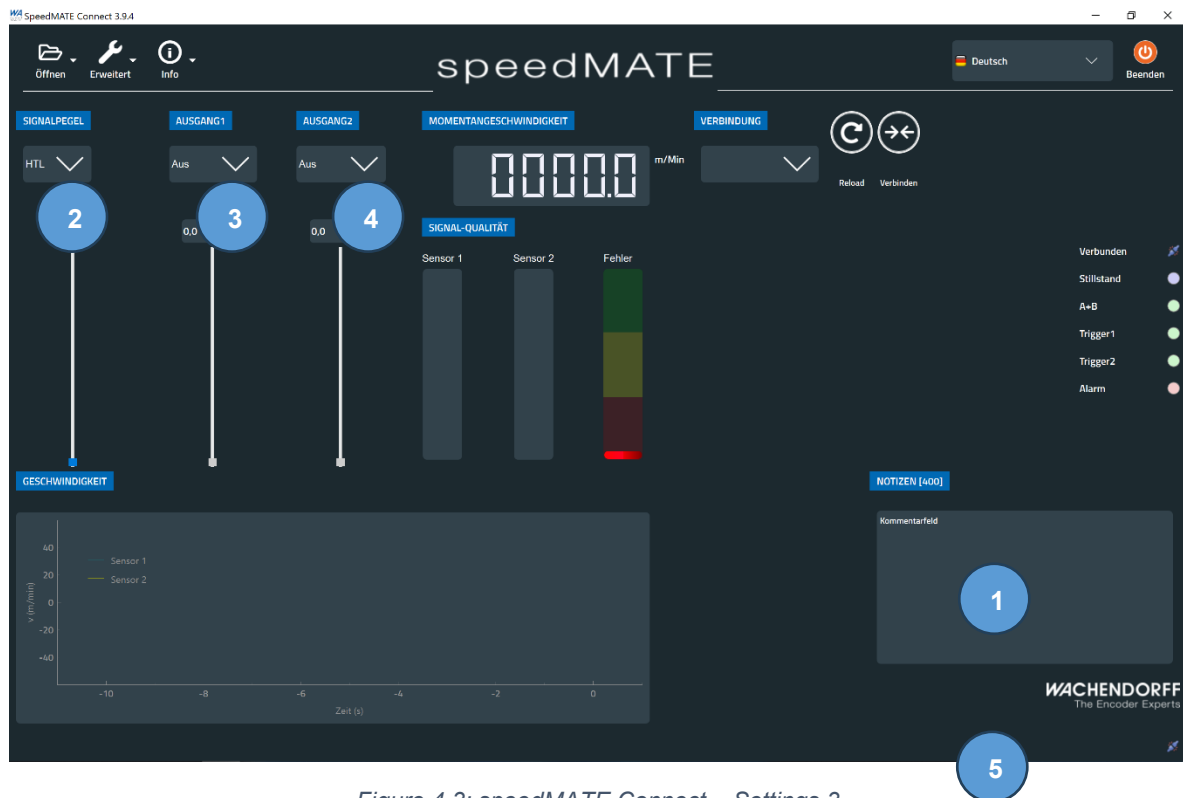 WA SpeedMATE Connect 3.9.4
Öffnen Erweitert Info
speedMATE
Deutsch
Beenden
SIGNALPEGEL AUSGANG1 AUSGANG2 MOMENTANGESCHWINDIGKEIT VERBINDUNG
HTL Aus Aus 0000.0 m/Min
Reload Verbinden
2 3 4
0,0 0,0
SIGNAL-QUALITÄT
Sensor 1 Sensor 2 Fehler
Verbunden
Stillstand
A+B
Trigger1
Trigger2
Alarm
GESCHWINDIGKEIT
NOTIZEN [400]
Kommentarfeld
1
v (m/min)
40
20
0
-20
-40
Sensor 1
Sensor 2
-10 -8 -6 -4 -2 0
Zeit (s)
WACHENDORFF
The Encoder Experts
5